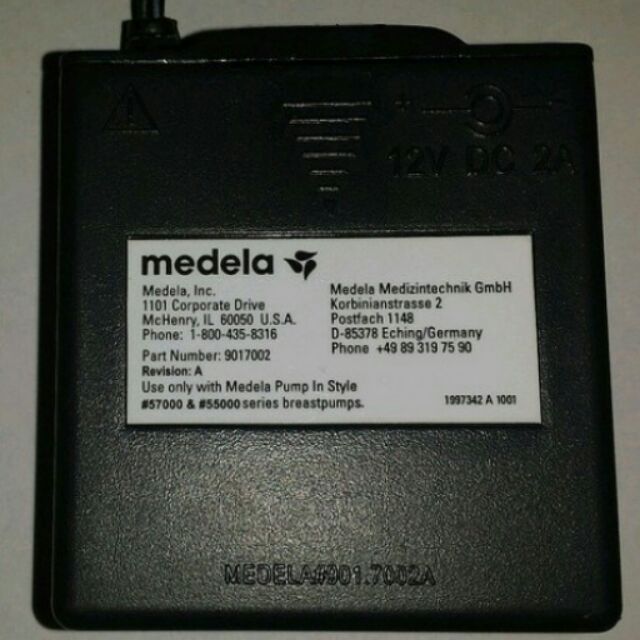 12V DC 2A
medela
Medela, Inc.
1101 Corporate Drive
McHenry, IL 60050 U.S.A.
Phone: 1-800-435-8316
Part Number: 9017002
Revision: A
Use only with Medela Pump In Style
#57000 & #55000 series breastpumps.
Medela Medizintechnik GmbH
Korbinianstrasse 2
Postfach 1148
D-85378 Eching/Germany
Phone +49 89 319 75 90
1997342 A 1001
MEDELA#901.7002A